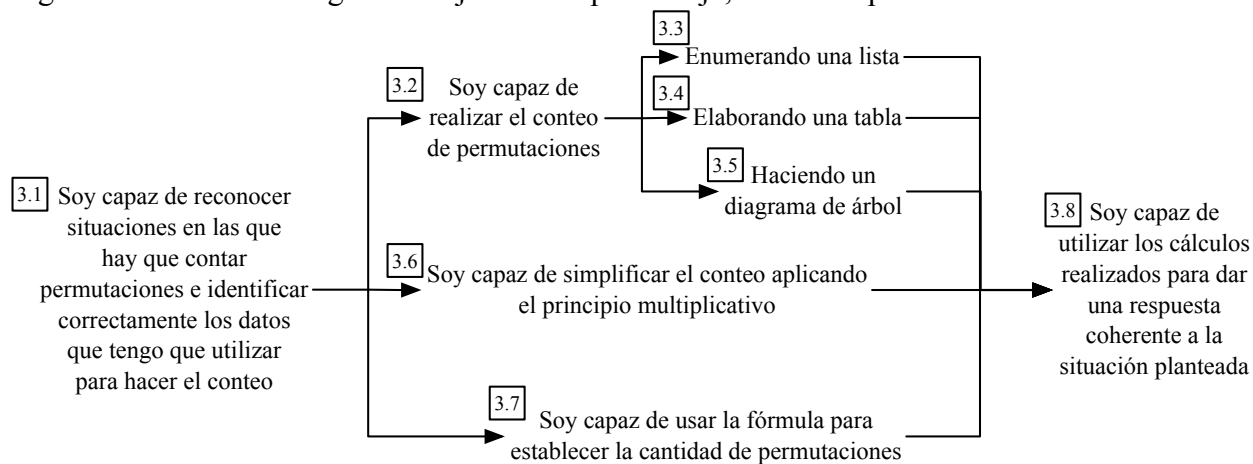 3.1 Soy capaz de reconocer
situaciones en las que
hay que contar
permutaciones e identificar
correctamente los datos
que tengo que utilizar
para hacer el conteo
3.2 Soy capaz de
realizar el conteo
de permutaciones
3.3
Enumerando una lista
3.4
Elaborando una tabla
3.5 Haciendo un
diagrama de árbol
3.6
Soy capaz de simplificar el conteo aplicando
el principio multiplicativo
3.7
Soy capaz de usar la fórmula para
establecer la cantidad de permutaciones
3.8 Soy capaz de
utilizar los cálculos
realizados para dar
una respuesta
coherente a la
situación planteada